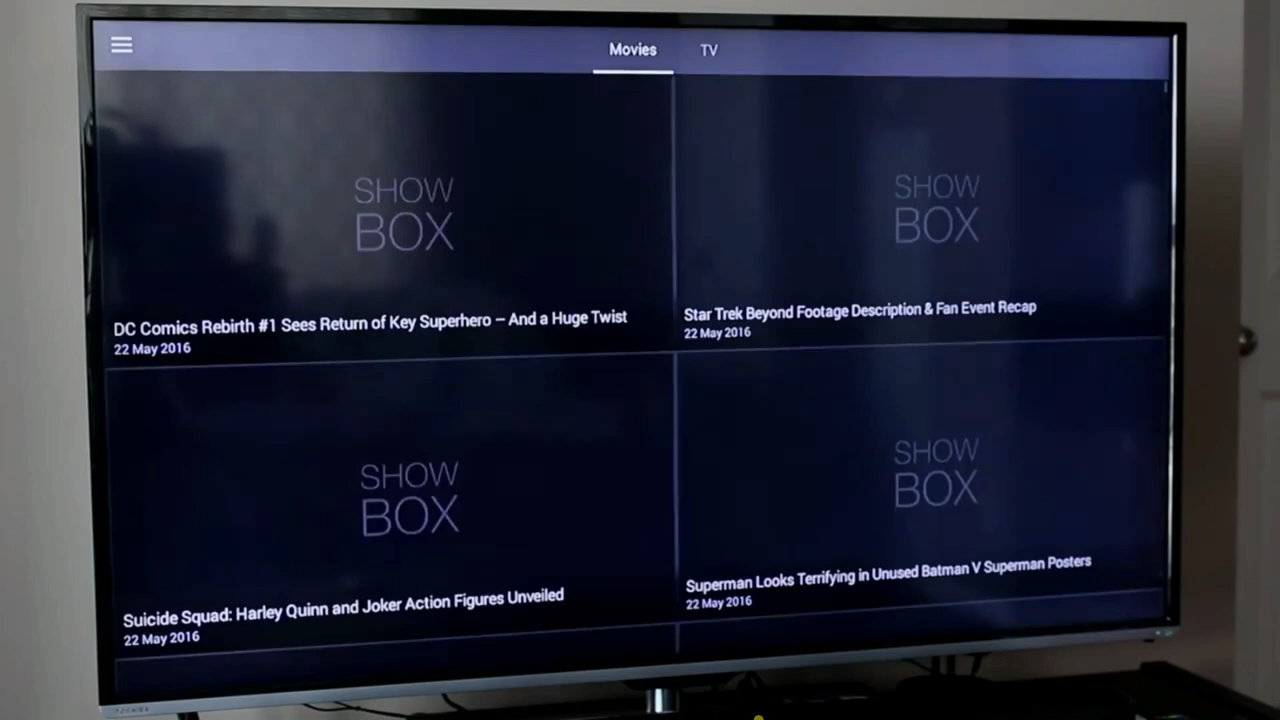 Movies TV
SHOW
BOX
DC Comics Rebirth #1 Sees Return of Key Superhero – And a Huge Twist
22 May 2016
SHOW
BOX
Star Trek Beyond Footage Description & Fan Event Recap
22 May 2016
SHOW
BOX
Suicide Squad: Harley Quinn and Joker Action Figures Unveiled
22 May 2016
SHOW
BOX
Superman Looks Terrifying in Unused Batman V Superman Posters
22 May 2016
TOSHIBA